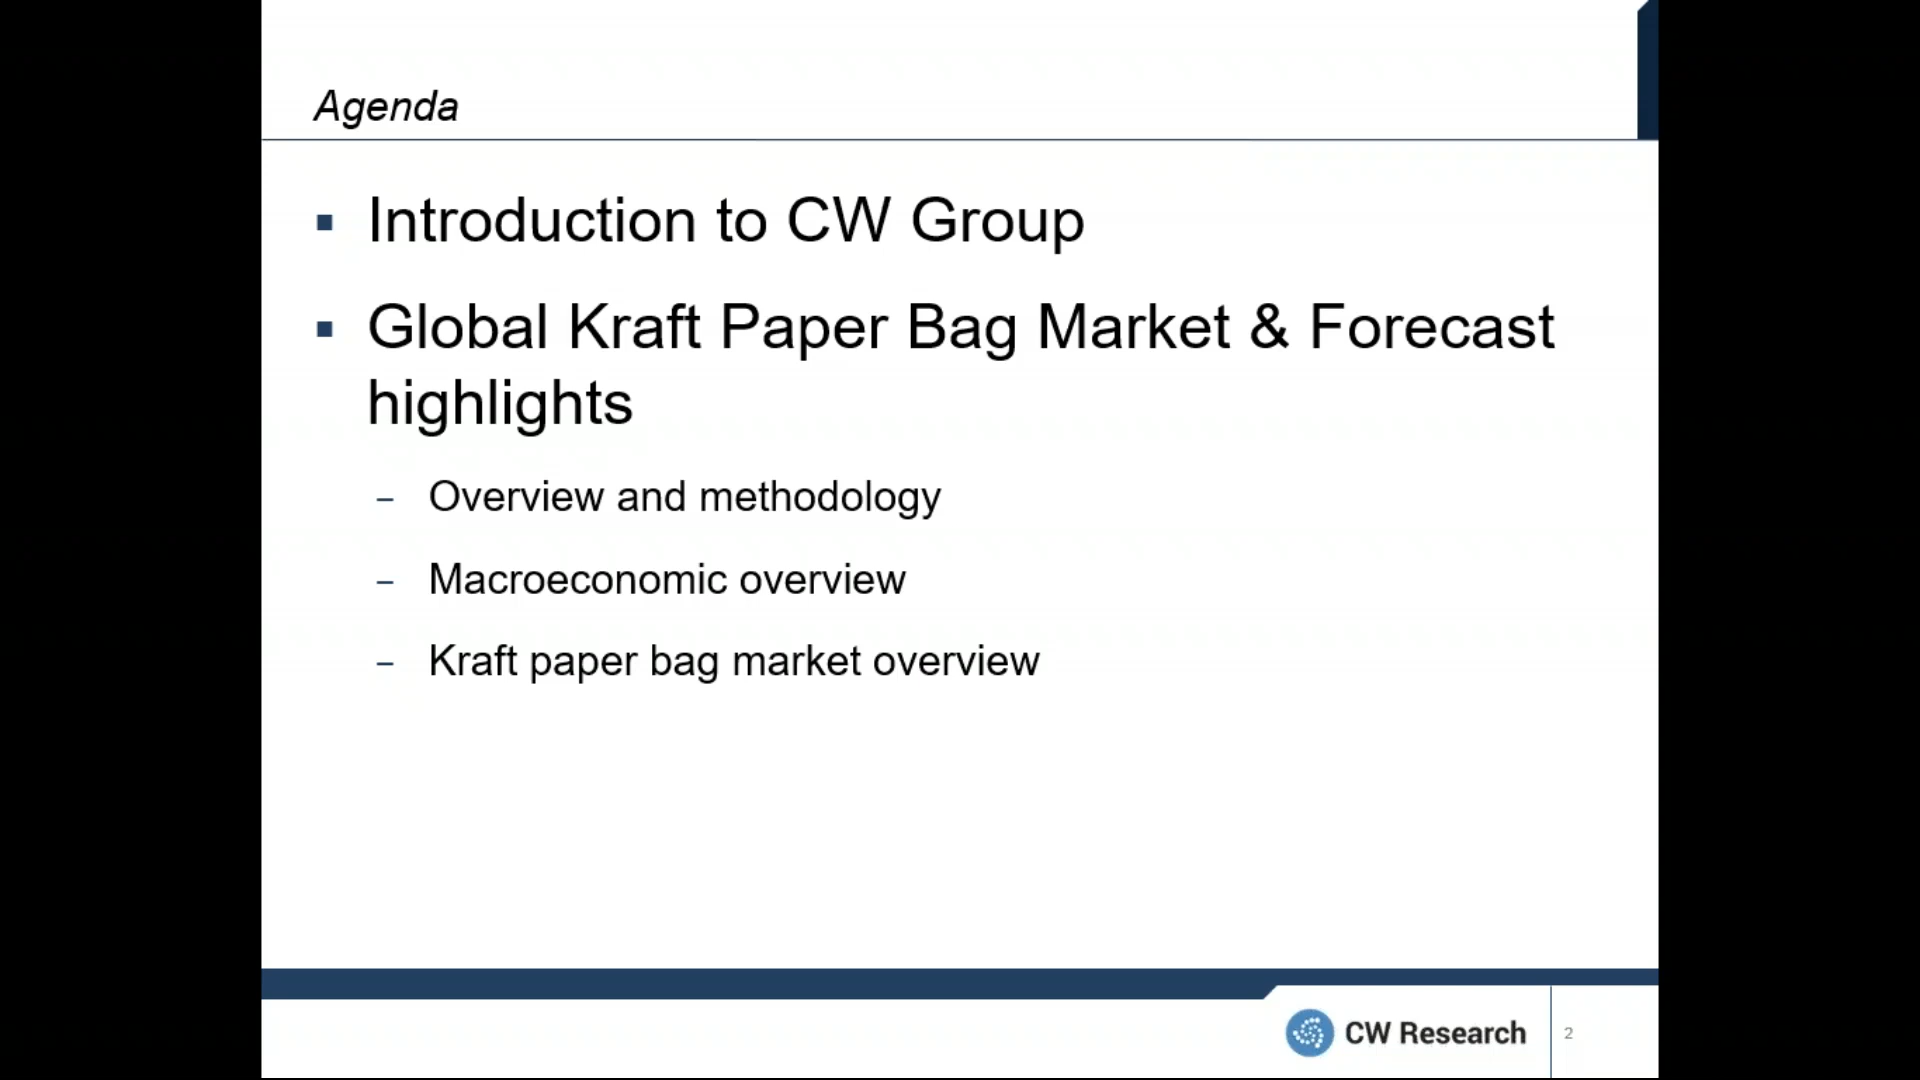 Agenda
▪ Introduction to CW Group
▪ Global Kraft Paper Bag Market & Forecast
highlights
– Overview and methodology
– Macroeconomic overview
– Kraft paper bag market overview
CW Research
2